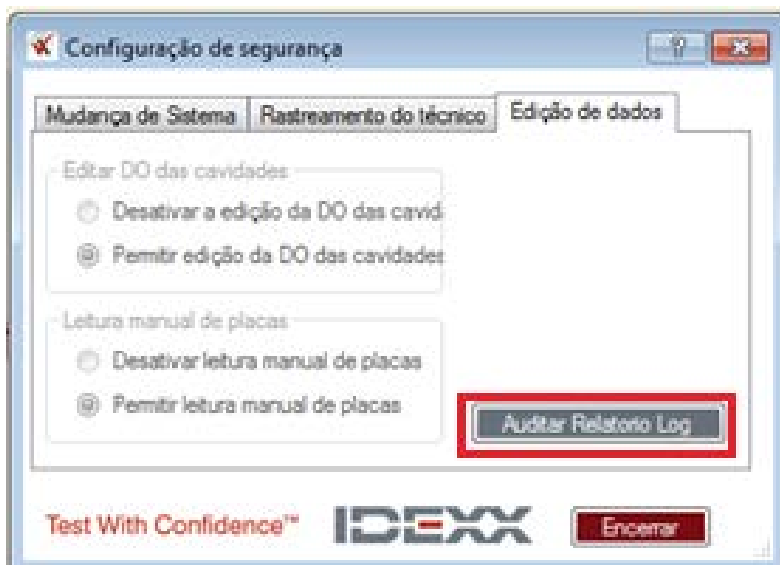 Configuração de segurança
Mudança de Sistema Rastreamento do técnico Edição de dados
Editar DO das cavidades
Desativar a edição da DO das cavid
Permitir edição da DO das cavidades
Leitura manual de placas
Desativar leitura manual de placas
Permitir leitura manual de placas
Auditar Relatorio Log
Test With Confidence™ IDEXX Encerrar